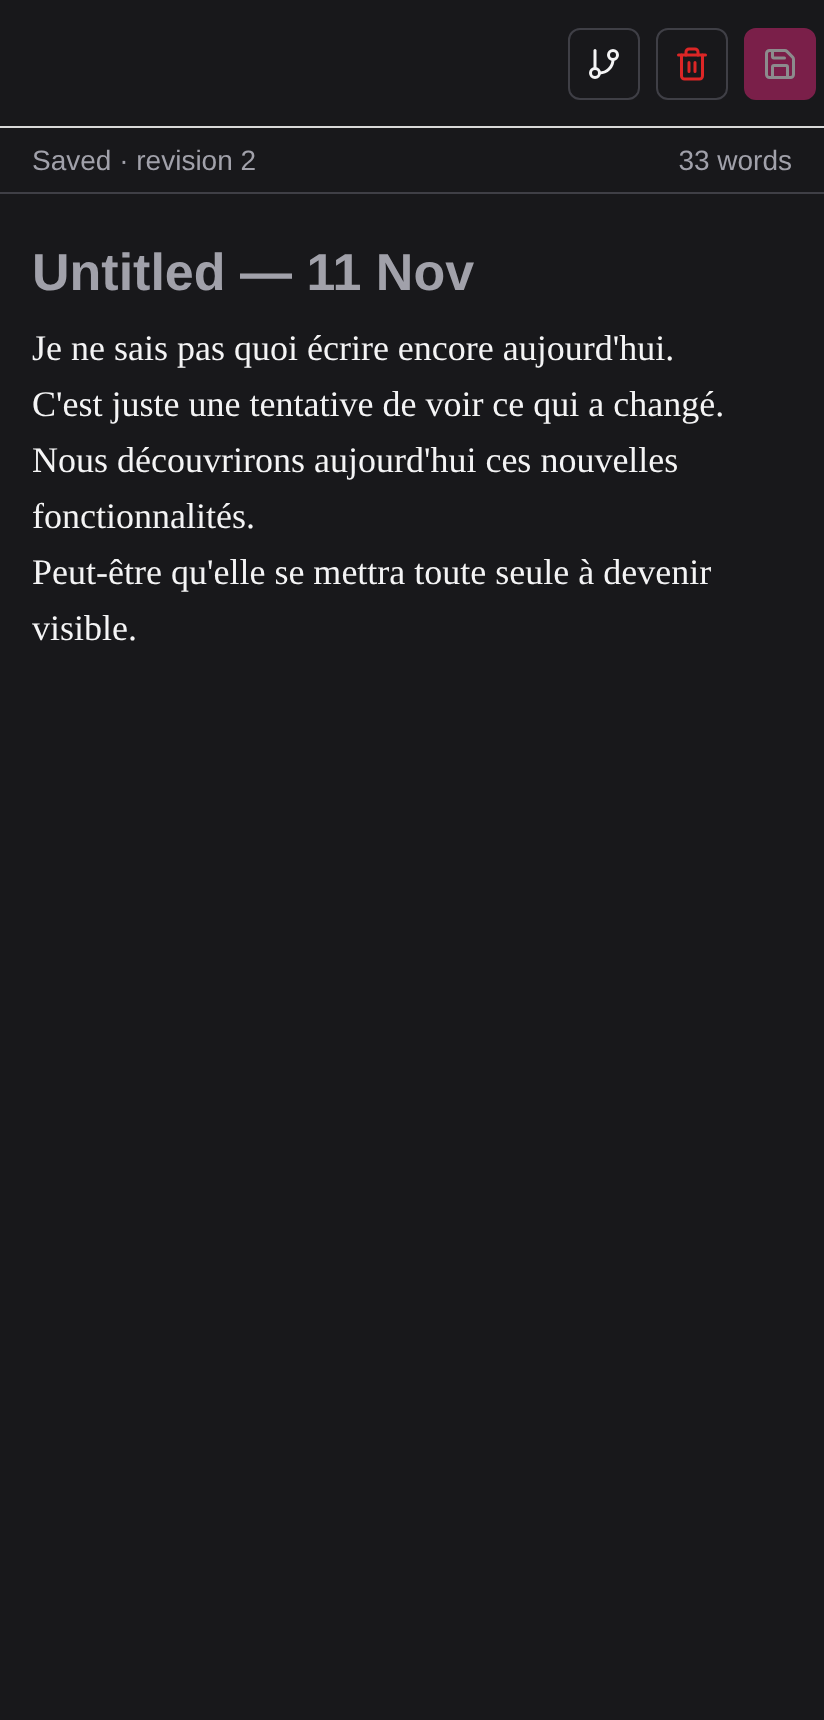 Saved · revision 2
33 words
Untitled — 11 Nov
Je ne sais pas quoi écrire encore aujourd'hui.
C'est juste une tentative de voir ce qui a changé.
Nous découvrirons aujourd'hui ces nouvelles
fonctionnalités.
Peut-être qu'elle se mettra toute seule à devenir
visible.